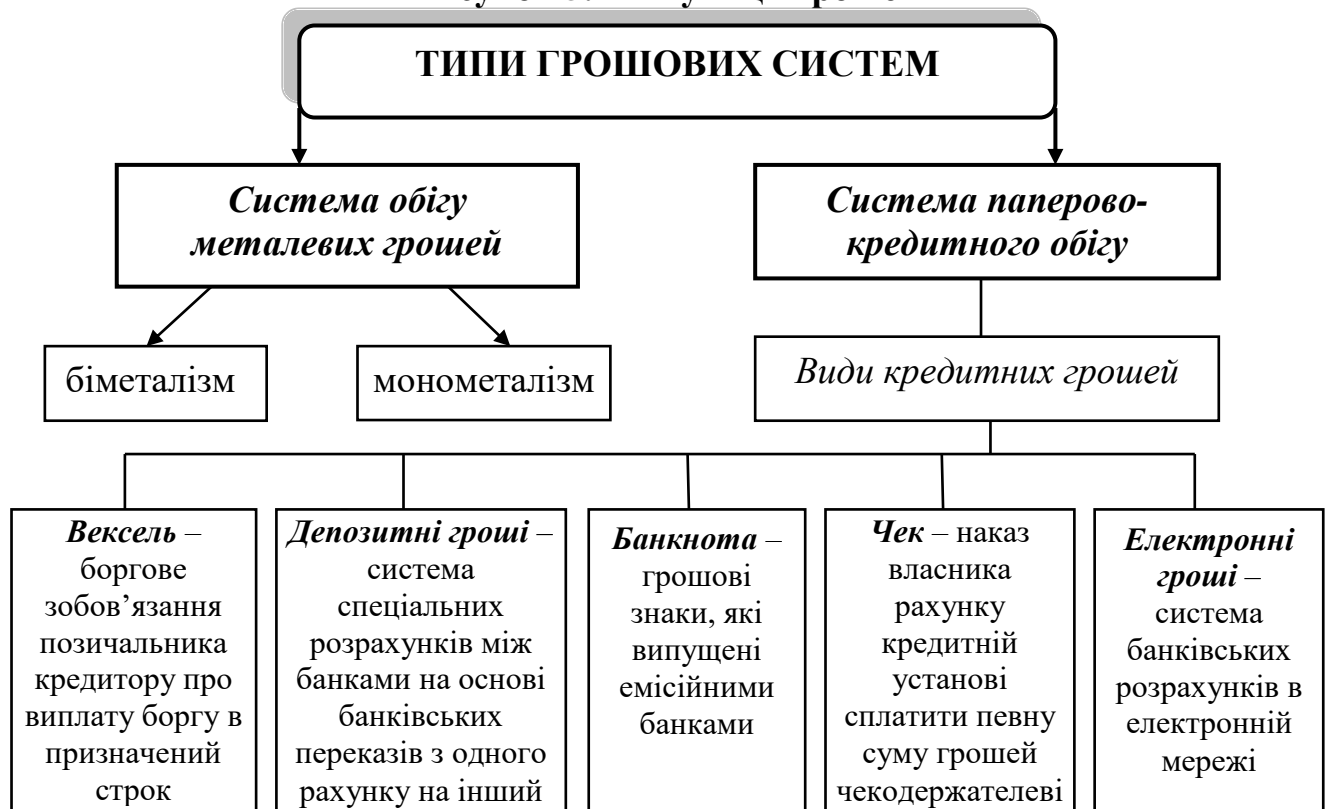 ТИПИ ГРОШОВИХ СИСТЕМ
Система обігу
металевих грошей
Система паперово-
кредитного обігу
біметалізм
монометалізм
Види кредитних грошей
Вексель –
боргове
зобов’язання
позичальника
кредитору про
виплату боргу в
призначений
строк
Депозитні гроші –
система
спеціальних
розрахунків між
банками на основі
банківських
переказів з одного
рахунку на інший
Банкнота –
грошові
знаки, які
випущені
емісійними
банками
Чек – наказ
власника
рахунку
кредитній
установі
сплатити певну
суму грошей
чекодержателеві
Електронні
гроші –
система
банківських
розрахунків в
електронній
мережі